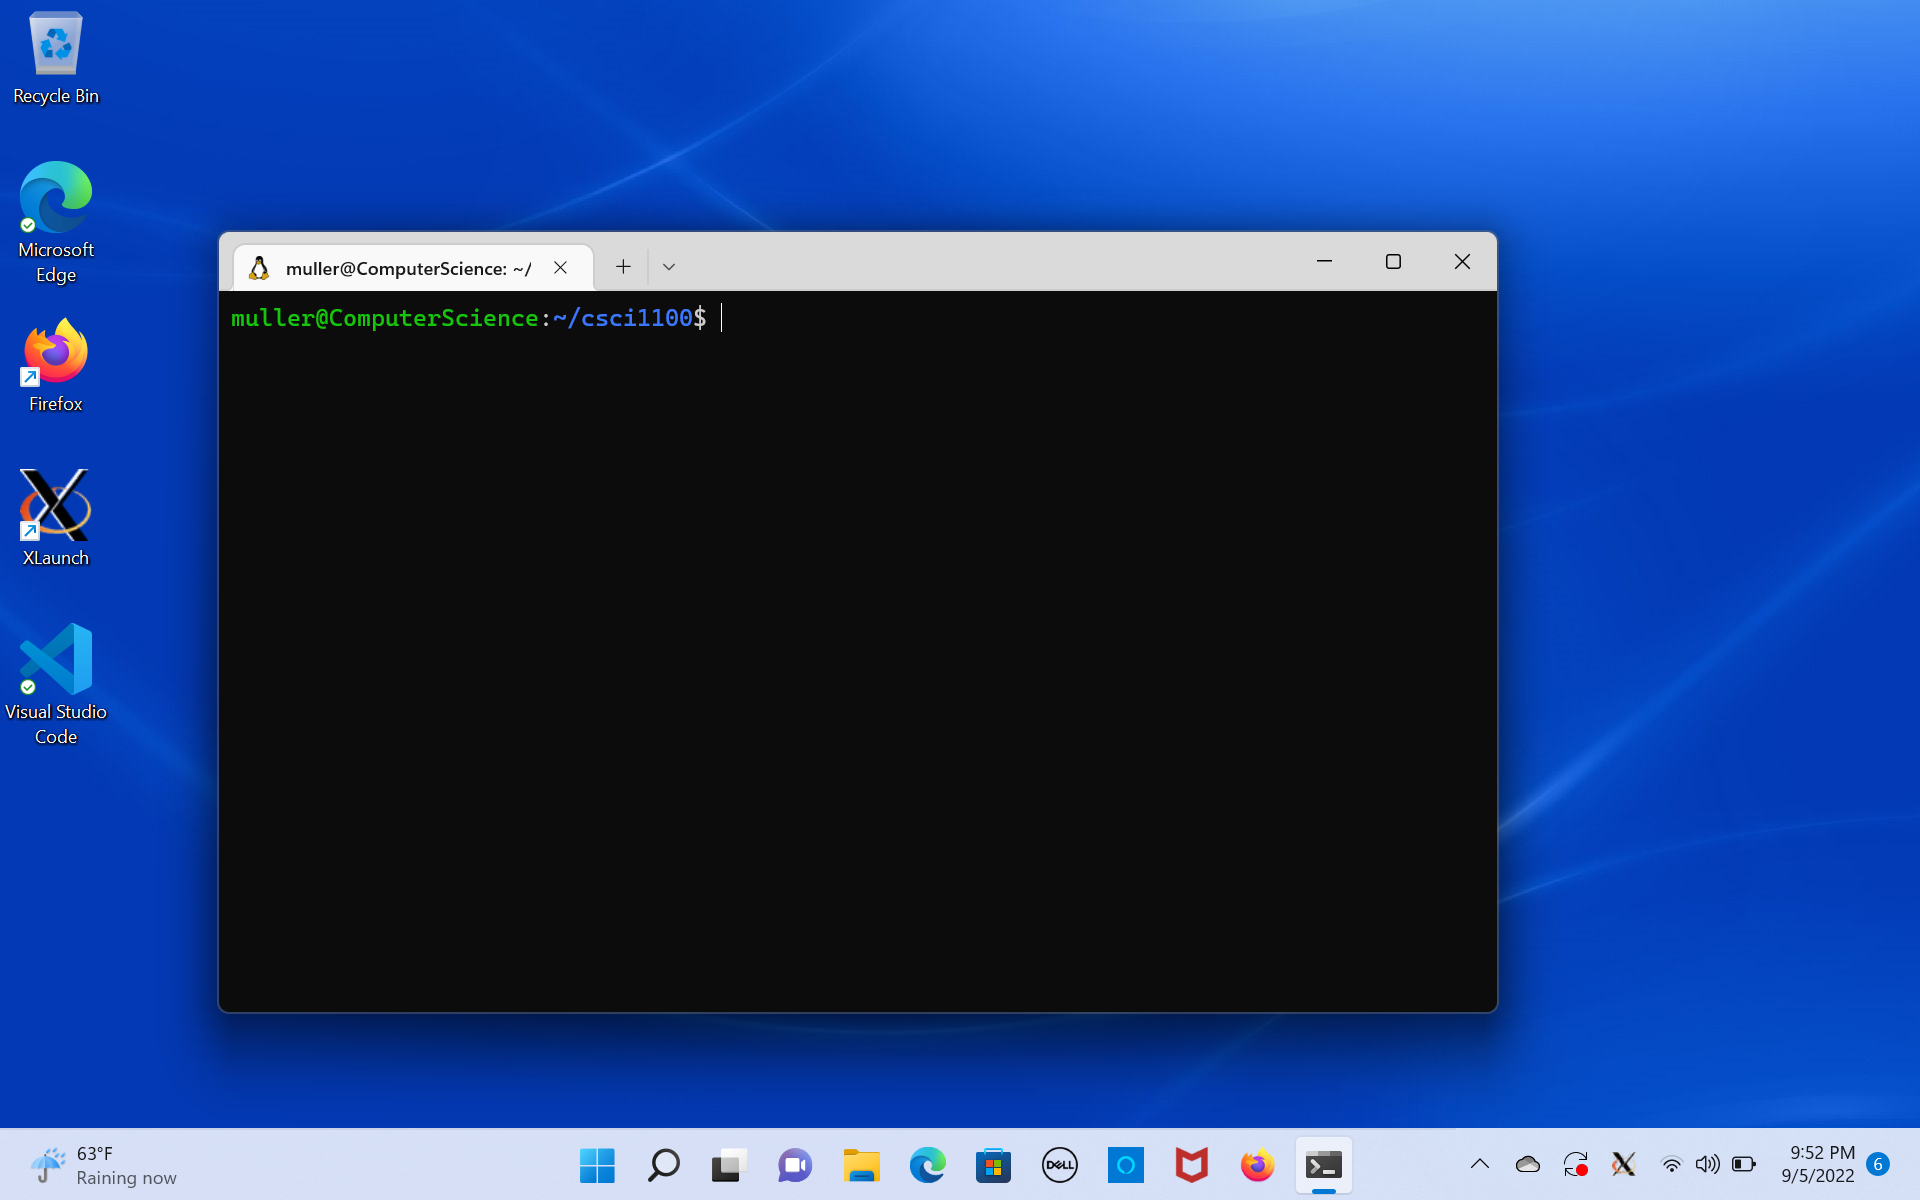 Recycle Bin
Microsoft
Edge
Firefox
XLaunch
Visual Studio
Code
muller@ComputerScience: ~/
muller@ComputerScience:~/csci1100$
63°F
Raining now
DELL
9:52 PM
9/5/2022
6